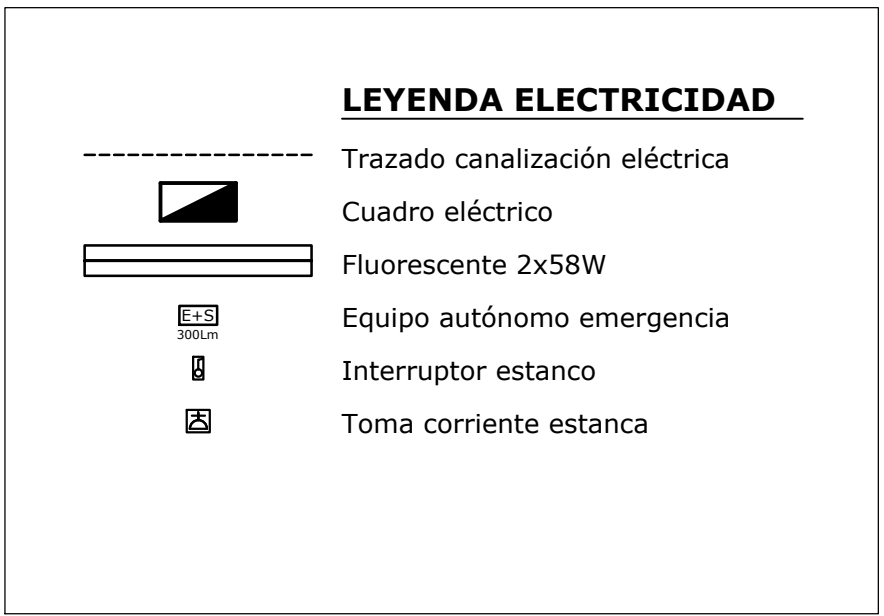 LEYENDA ELECTRICIDAD
Trazado canalización eléctrica
Cuadro eléctrico
Fluorescente 2x58W
E+S
300Lm
Equipo autónomo emergencia
Interruptor estanco
Toma corriente estanca